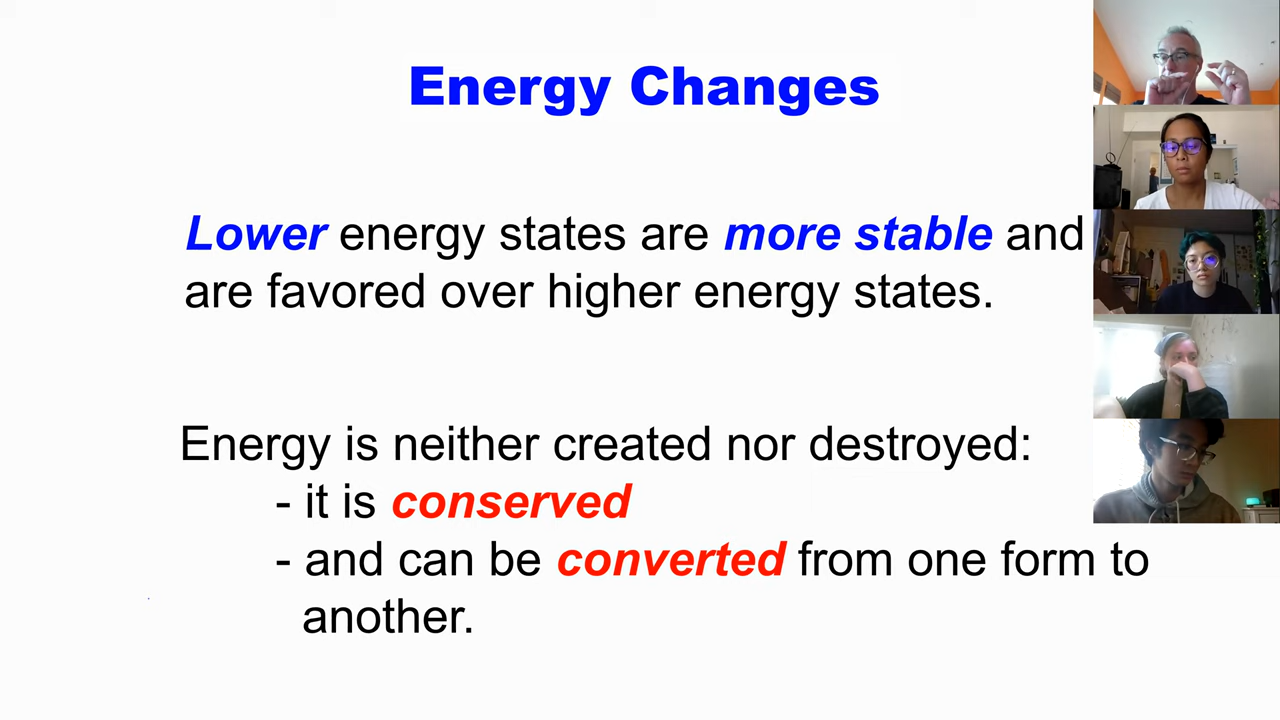 Energy Changes
Lower energy states are more stable and
are favored over higher energy states.
Energy is neither created nor destroyed:
- it is conserved
- and can be converted from one form to
another.